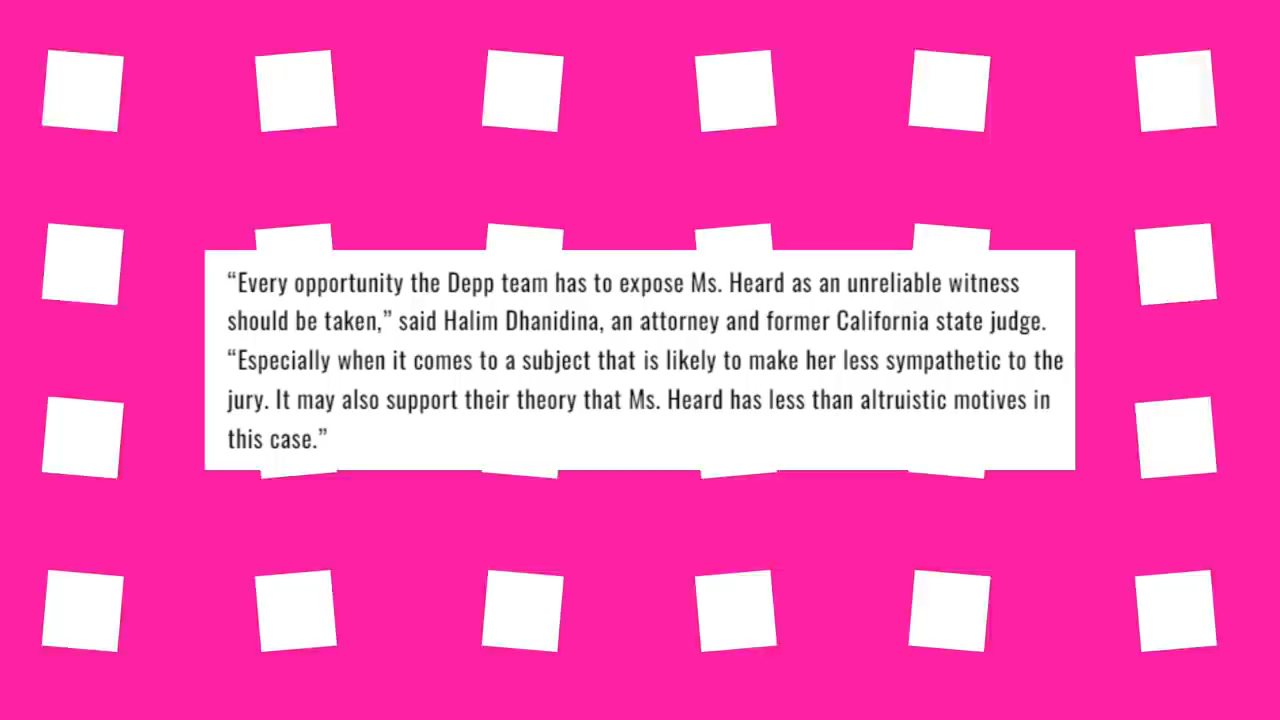 “Every opportunity the Depp team has to expose Ms. Heard as an unreliable witness
should be taken,” said Halim Dhanidina, an attorney and former California state judge.
“Especially when it comes to a subject that is likely to make her less sympathetic to the
jury. It may also support their theory that Ms. Heard has less than altruistic motives in
this case.”